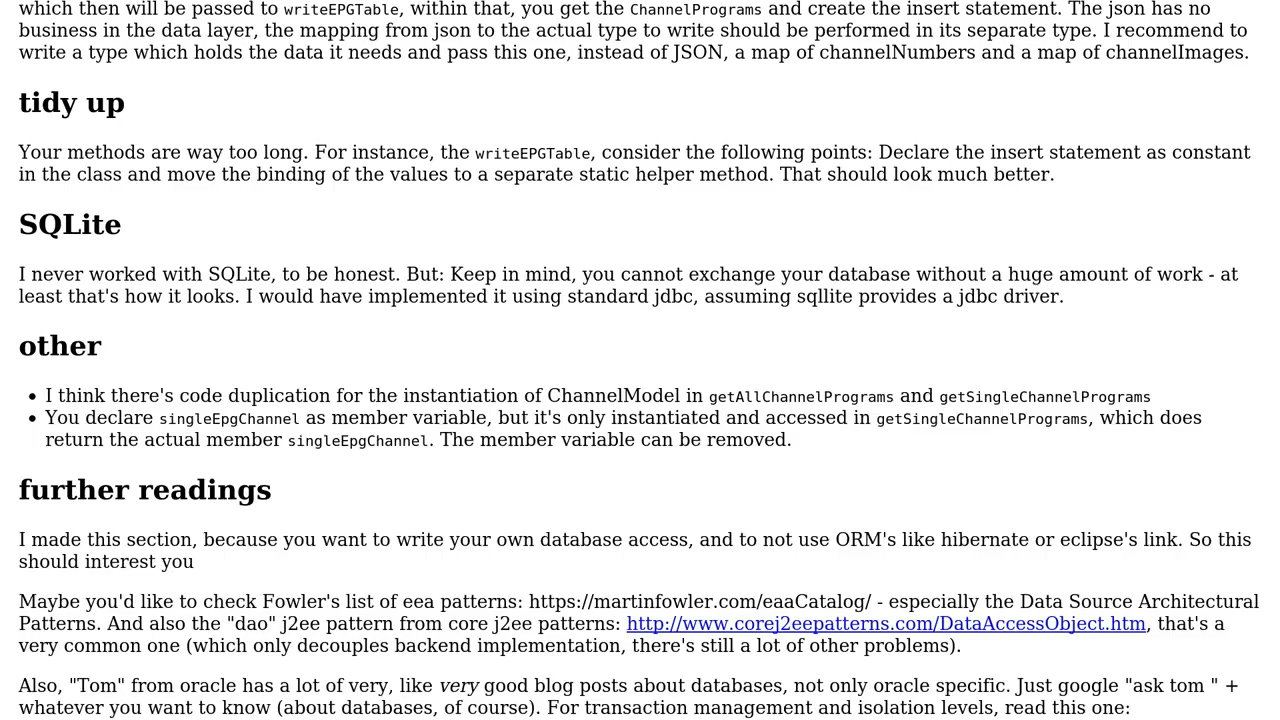 which then will be passed to writeEPGTable, within that, you get the ChannelPrograms and create the insert statement. The json has no
business in the data layer, the mapping from json to the actual type to write should be performed in its separate type. I recommend to
write a type which holds the data it needs and pass this one, instead of JSON, a map of channelNumbers and a map of channelImages.
tidy up
Your methods are way too long. For instance, the writeEPGTable, consider the following points: Declare the insert statement as constant
in the class and move the binding of the values to a separate static helper method. That should look much better.
SQLite
I never worked with SQLite, to be honest. But: Keep in mind, you cannot exchange your database without a huge amount of work - at
least that's how it looks. I would have implemented it using standard jdbc, assuming sqllite provides a jdbc driver.
other
• I think there's code duplication for the instantiation of ChannelModel in getAllChannelPrograms and getSingleChannelPrograms
• You declare singleEpgChannel as member variable, but it's only instantiated and accessed in getSingleChannelPrograms, which does
return the actual member singleEpgChannel. The member variable can be removed.
further readings
I made this section, because you want to write your own database access, and to not use ORM's like hibernate or eclipse's link. So this
should interest you
Maybe you'd like to check Fowler's list of eea patterns: https://martinfowler.com/eaaCatalog/ - especially the Data Source Architectural
Patterns. And also the "dao" j2ee pattern from core j2ee patterns: http://www.corej2eepatterns.com/DataAccessObject.htm, that's a
very common one (which only decouples backend implementation, there's still a lot of other problems).
Also, "Tom" from oracle has a lot of very, like very good blog posts about databases, not only oracle specific. Just google "ask tom " +
whatever you want to know (about databases, of course). For transaction management and isolation levels, read this one: